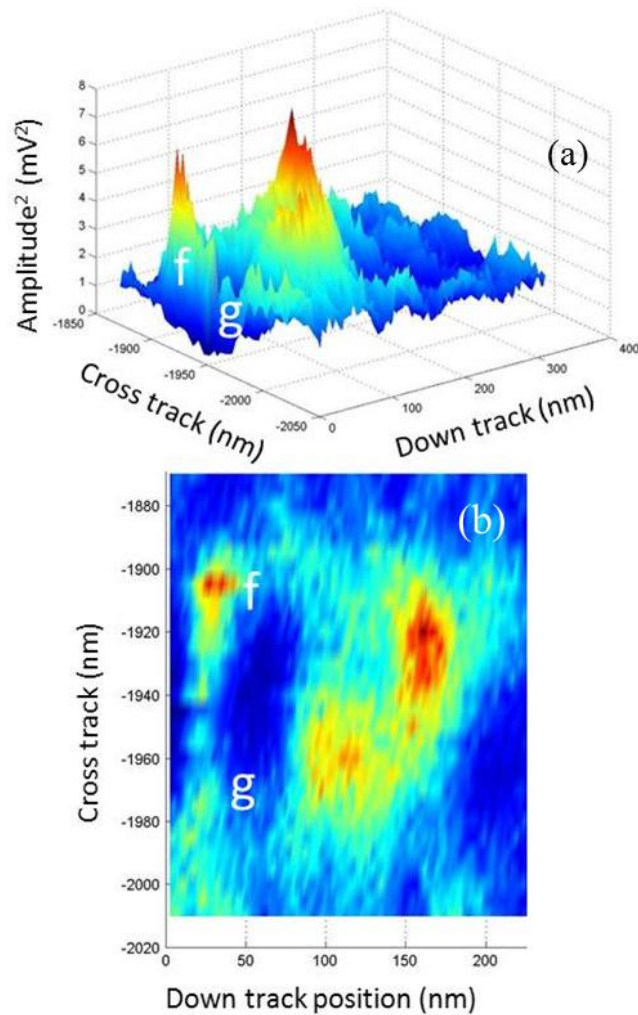 8
7
6
5
4
3
2
1
0
Amplitude² (mV²)
(a)
f
g
-1850
-1900
-1950
-2000
-2050
Cross track (nm)
0
100
200
300
400
Down track (nm)
(b)
-1880
-1900
-1920
-1940
-1960
-1980
-2000
-2020
Cross track (nm)
f
g
0
50
100
150
200
Down track position (nm)